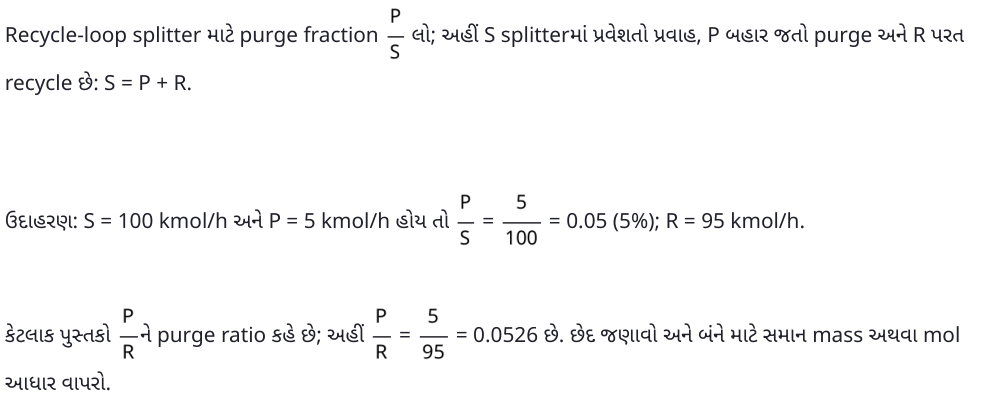 Recycle-loop splitter માટે purge fraction P/S લો; અહીં S splitterમાં પ્રવેશતો પ્રવાહ, P બહાર જતો purge અને R પરત
recycle છે: S = P + R.
ઉદાહરણ: S = 100 kmol/h અને P = 5 kmol/h હોય તો P/S = 5/100 = 0.05 (5%); R = 95 kmol/h.
કેટલાક પુસ્તકો P/Rને purge ratio કહે છે; અહીં P/R = 5/95 = 0.0526 છે. છેદ જણાવો અને બંને માટે સમાન mass અથવા mol
આધાર વાપરો.